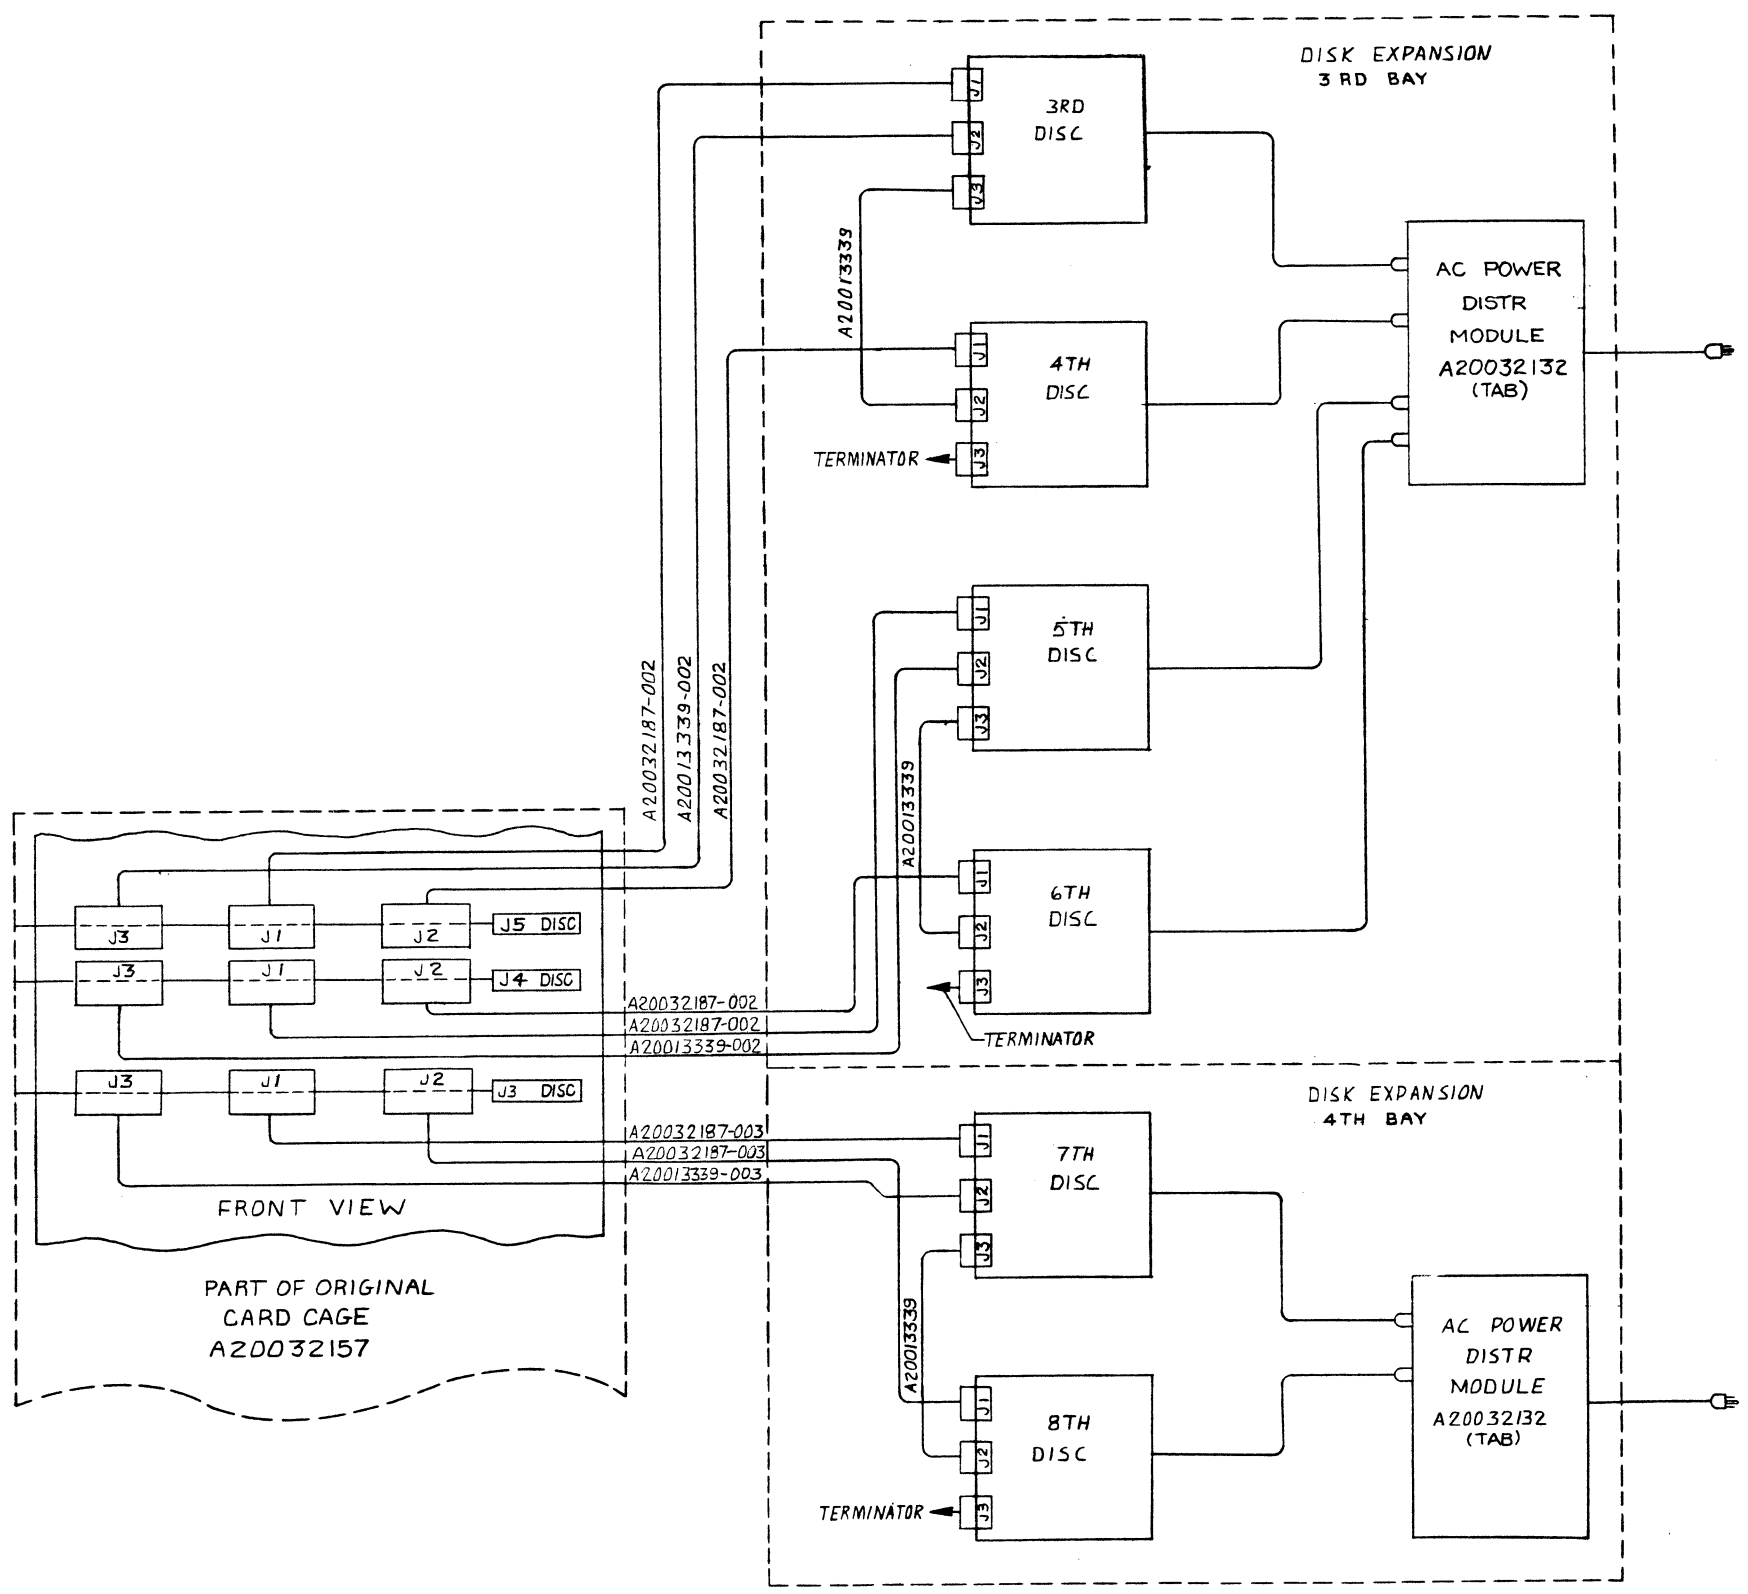 DISK EXPANSION
3RD BAY
J1
J2
J3
3RD
DISC
A20013339
J1
J2
J3
4TH
DISC
TERMINATOR
AC POWER
DISTR
MODULE
A20032132
(TAB)
J1
J2
J3
5TH
DISC
A20032187-002
A20013339-002
A20032187-002
A20013339
J1
J2
J3
6TH
DISC
TERMINATOR
J3
J1
J2
J5 DISC
J3
J1
J2
J4 DISC
A20032187-002
A20032187-002
A20013339-002
J3
J1
J2
J3 DISC
A20032187-003
A20032187-003
A20013339-003
FRONT VIEW
PART OF ORIGINAL
CARD CAGE
A20032157
DISK EXPANSION
4TH BAY
J1
J2
J3
7TH
DISC
A20013339
J1
J2
J3
8TH
DISC
TERMINATOR
AC POWER
DISTR
MODULE
A20032132
(TAB)